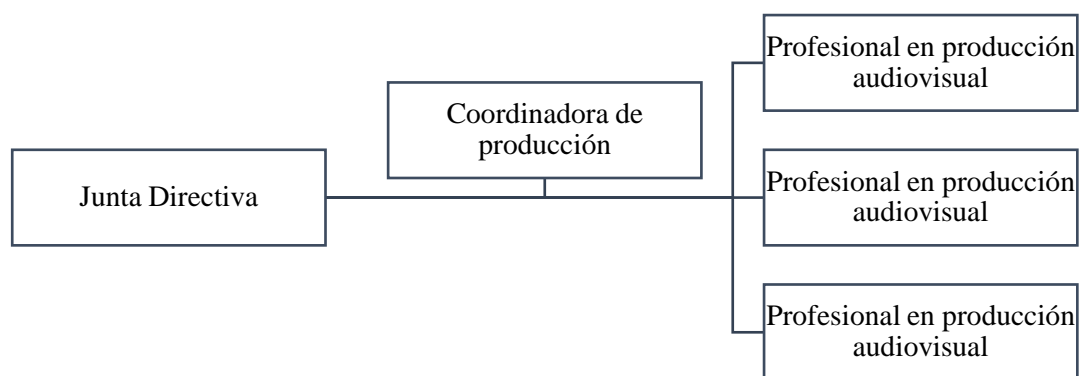 Junta Directiva
Coordinadora de
producción
Profesional en producción
audiovisual
Profesional en producción
audiovisual
Profesional en producción
audiovisual